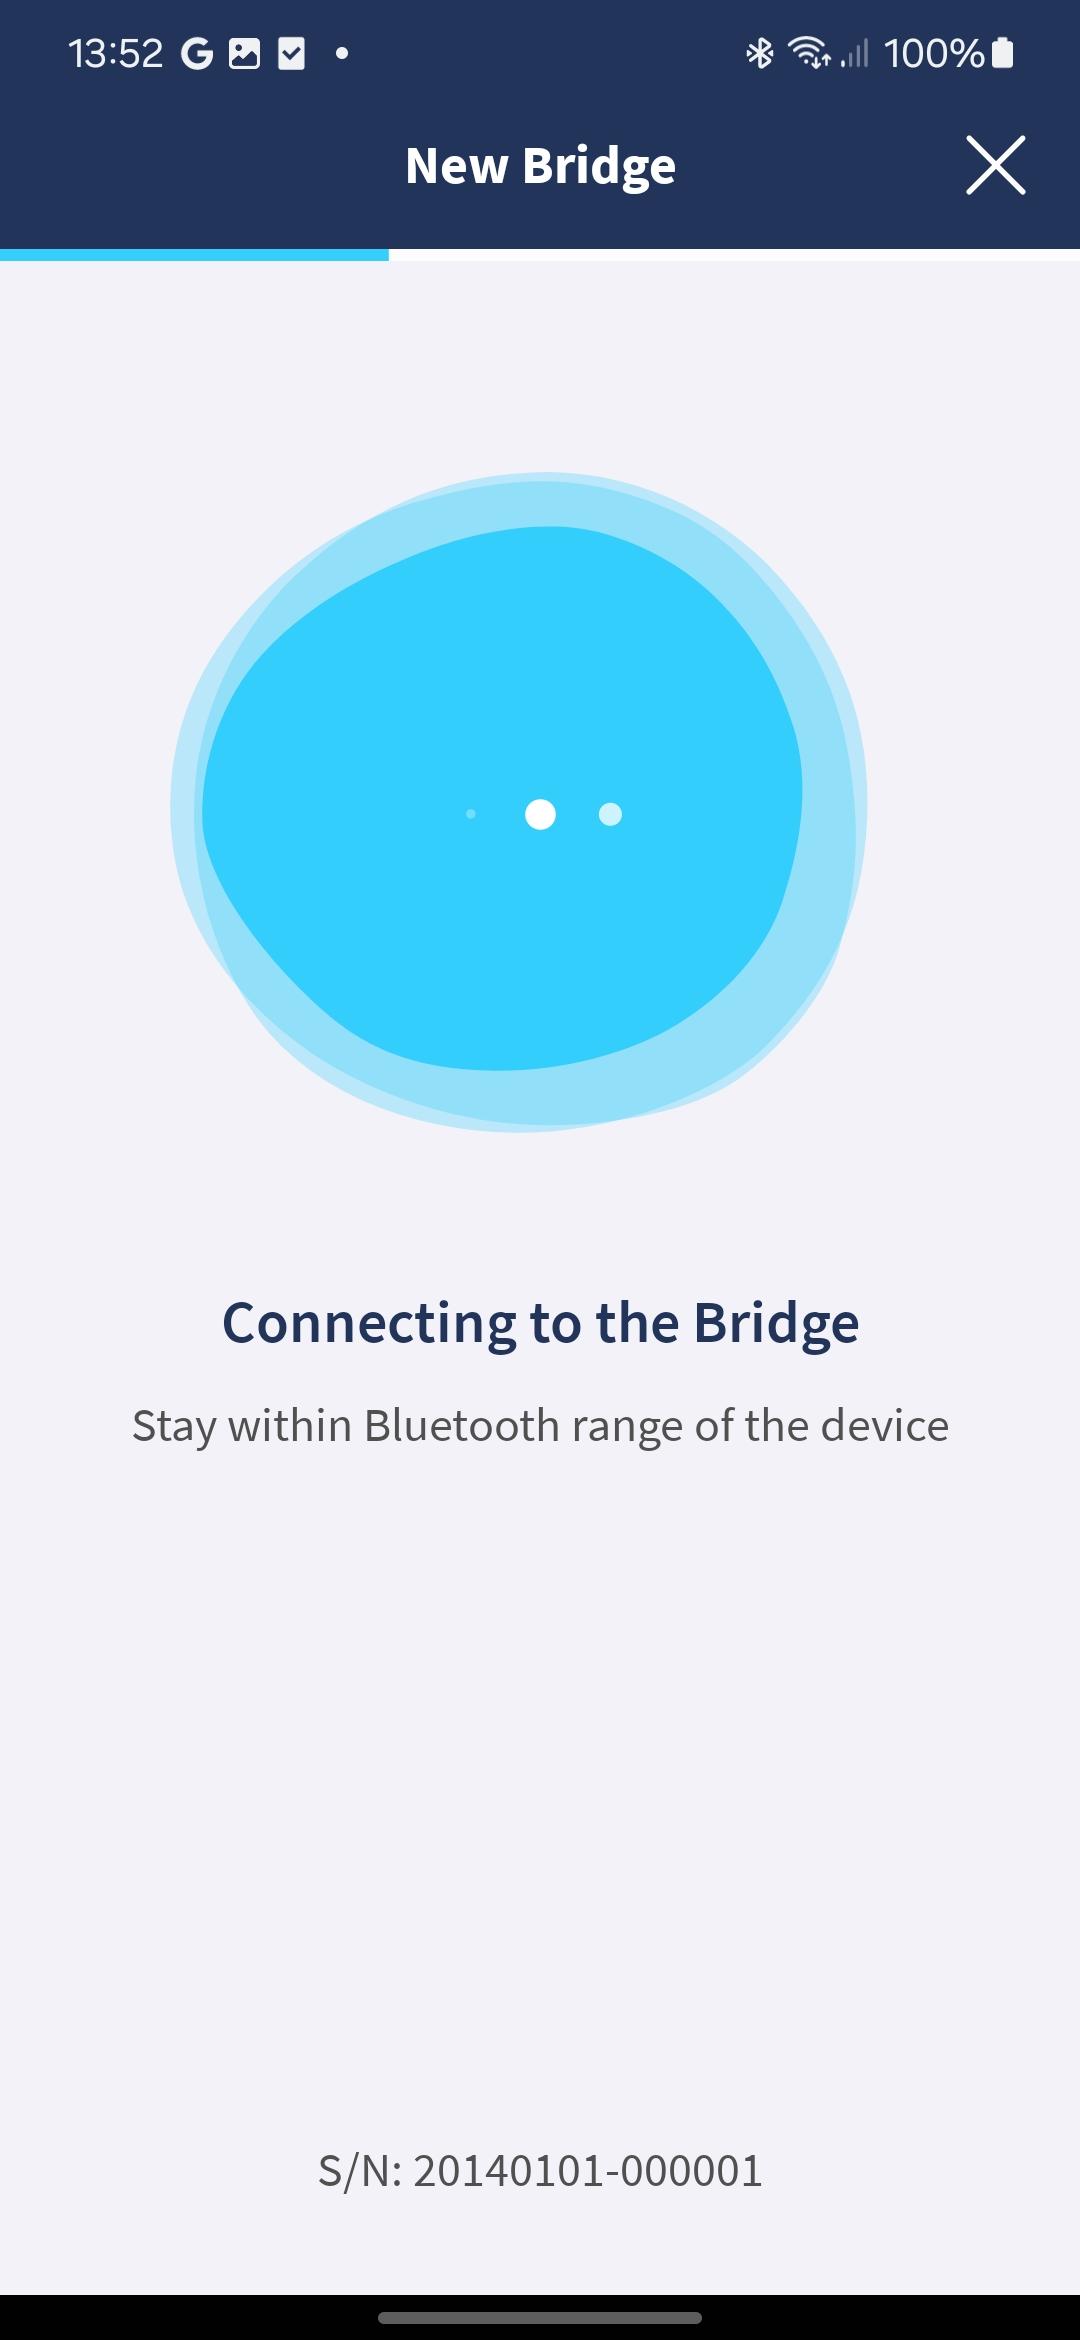 13:52 100%
New Bridge
Connecting to the Bridge
Stay within Bluetooth range of the device
S/N: 20140101-000001